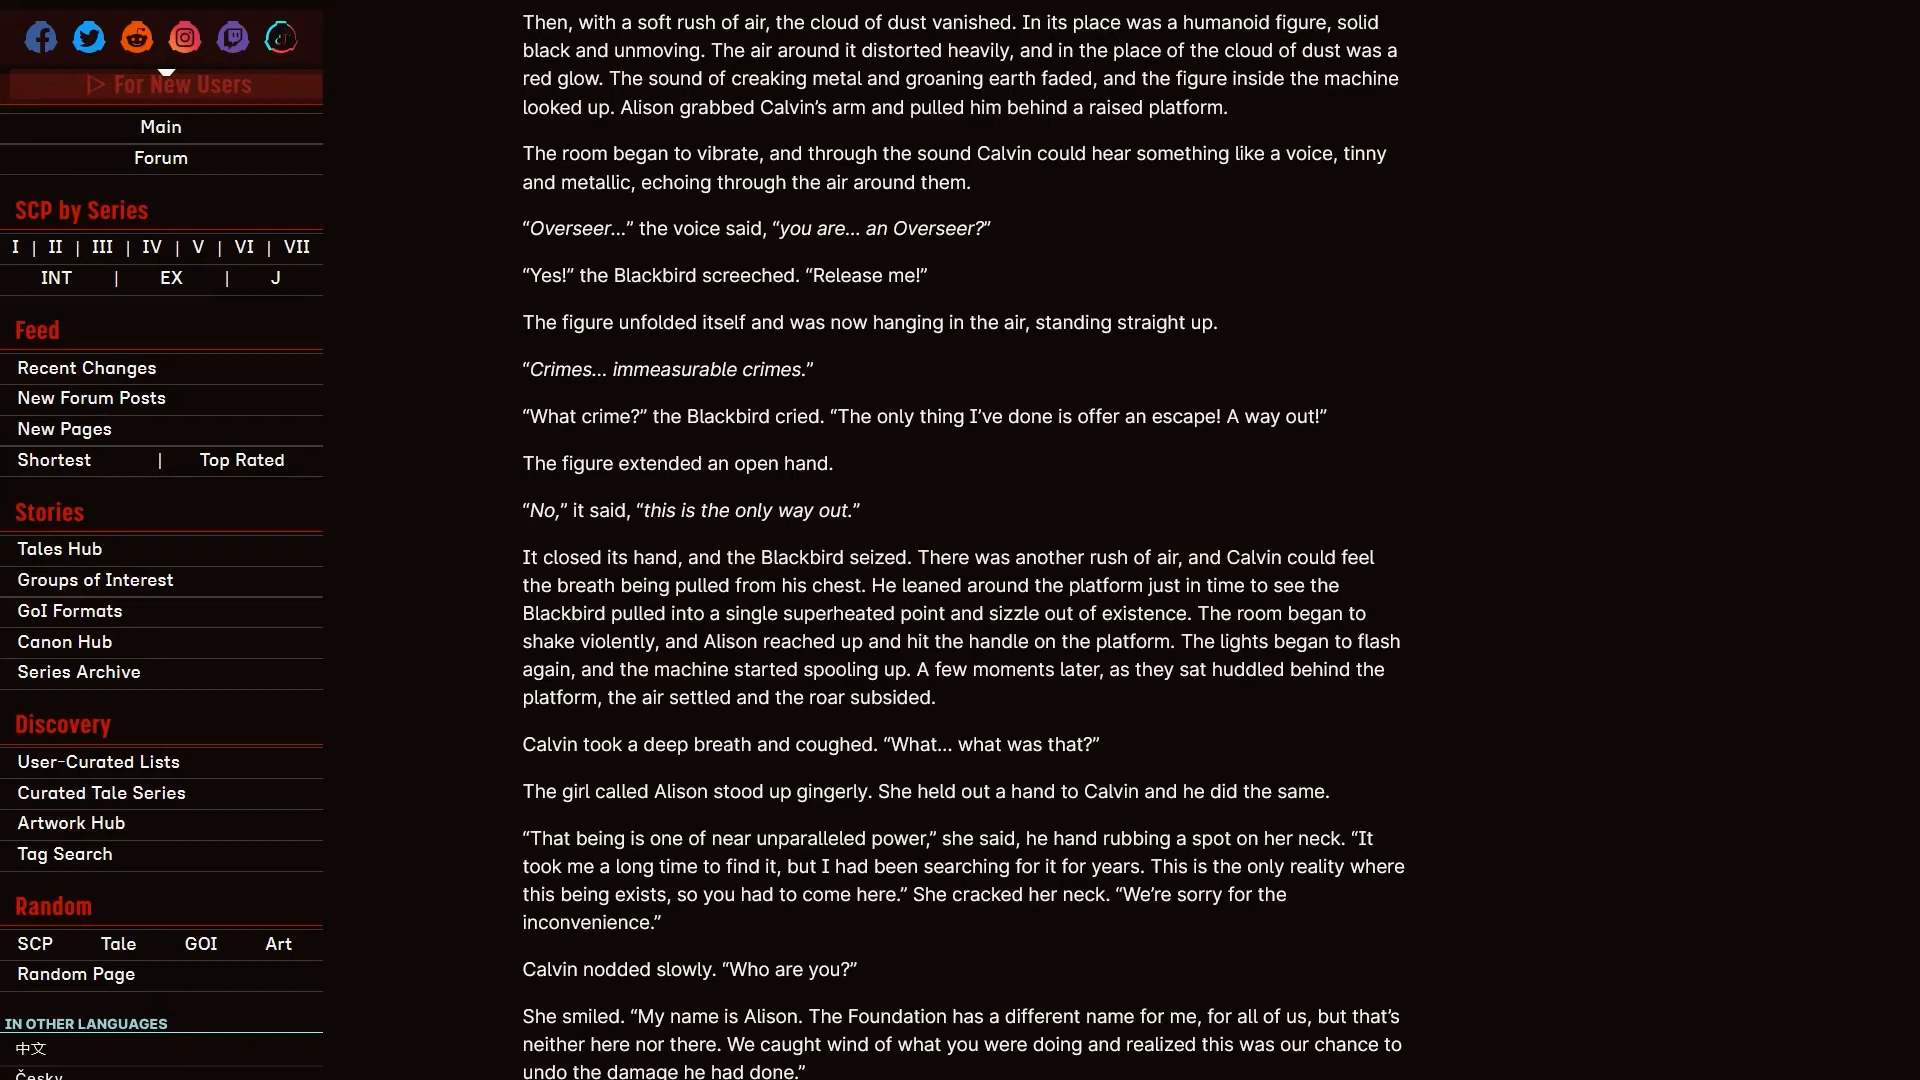 ▷ For New Users
Main
Forum
SCP by Series
I | II | III | IV | V | VI | VII
INT | EX | J
Feed
Recent Changes
New Forum Posts
New Pages
Shortest | Top Rated
Stories
Tales Hub
Groups of Interest
GoI Formats
Canon Hub
Series Archive
Discovery
User-Curated Lists
Curated Tale Series
Artwork Hub
Tag Search
Random
SCP Tale GOI Art
Random Page
IN OTHER LANGUAGES
中文
Česky
Then, with a soft rush of air, the cloud of dust vanished. In its place was a humanoid figure, solid
black and unmoving. The air around it distorted heavily, and in the place of the cloud of dust was a
red glow. The sound of creaking metal and groaning earth faded, and the figure inside the machine
looked up. Alison grabbed Calvin’s arm and pulled him behind a raised platform.
The room began to vibrate, and through the sound Calvin could hear something like a voice, tinny
and metallic, echoing through the air around them.
“Overseer…” the voice said, “you are… an Overseer?”
“Yes!” the Blackbird screeched. “Release me!”
The figure unfolded itself and was now hanging in the air, standing straight up.
“Crimes… immeasurable crimes.”
“What crime?” the Blackbird cried. “The only thing I’ve done is offer an escape! A way out!”
The figure extended an open hand.
“No,” it said, “this is the only way out.”
It closed its hand, and the Blackbird seized. There was another rush of air, and Calvin could feel
the breath being pulled from his chest. He leaned around the platform just in time to see the
Blackbird pulled into a single superheated point and sizzle out of existence. The room began to
shake violently, and Alison reached up and hit the handle on the platform. The lights began to flash
again, and the machine started spooling up. A few moments later, as they sat huddled behind the
platform, the air settled and the roar subsided.
Calvin took a deep breath and coughed. “What… what was that?”
The girl called Alison stood up gingerly. She held out a hand to Calvin and he did the same.
“That being is one of near unparalleled power,” she said, he hand rubbing a spot on her neck. “It
took me a long time to find it, but I had been searching for it for years. This is the only reality where
this being exists, so you had to come here.” She cracked her neck. “We’re sorry for the
inconvenience.”
Calvin nodded slowly. “Who are you?”
She smiled. “My name is Alison. The Foundation has a different name for me, for all of us, but that’s
neither here nor there. We caught wind of what you were doing and realized this was our chance to
undo the damage he had done.”